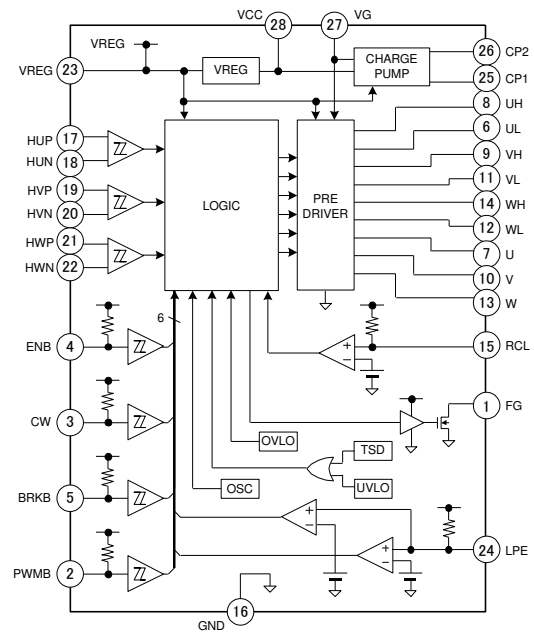 VCC
VG
28
27
VREG
VREG
23
VREG
CHARGE
PUMP
26
CP2
25
CP1
8
UH
6
UL
9
VH
11
VL
14
WH
12
WL
7
U
10
V
13
W
HUP
17
HUN
18
HVP
19
HVN
20
HWP
21
HWN
22
LOGIC
PRE
DRIVER
6
ENB
4
+
−
15
RCL
CW
3
1
FG
OVLO
TSD
OSC
UVLO
BRKB
5
+
−
PWMB
2
+
−
24
LPE
GND
16